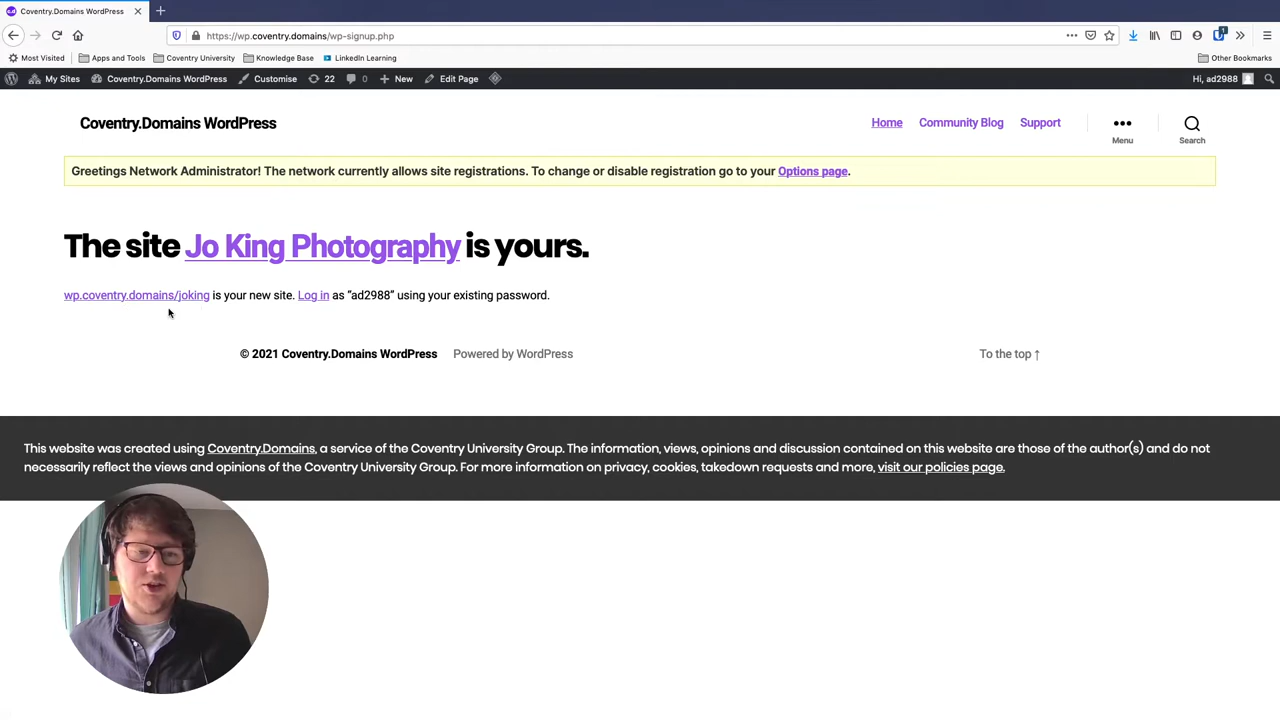 Coventry.Domains WordPress
https://wp.coventry.domains/wp-signup.php
Most Visited Apps and Tools Coventry University Knowledge Base LinkedIn Learning Other Bookmarks
My Sites Coventry.Domains WordPress Customise 22 0 New Edit Page Hi, ad2988
Coventry.Domains WordPress Home Community Blog Support
Menu Search
Greetings Network Administrator! The network currently allows site registrations. To change or disable registration go to your Options page.
The site Jo King Photography is yours.
wp.coventry.domains/joking is your new site. Log in as “ad2988” using your existing password.
© 2021 Coventry.Domains WordPress Powered by WordPress To the top ↑
This website was created using Coventry.Domains, a service of the Coventry University Group. The information, views, opinions and discussion contained on this website are those of the author(s) and do not
necessarily reflect the views and opinions of the Coventry University Group. For more information on privacy, cookies, takedown requests and more, visit our policies page.